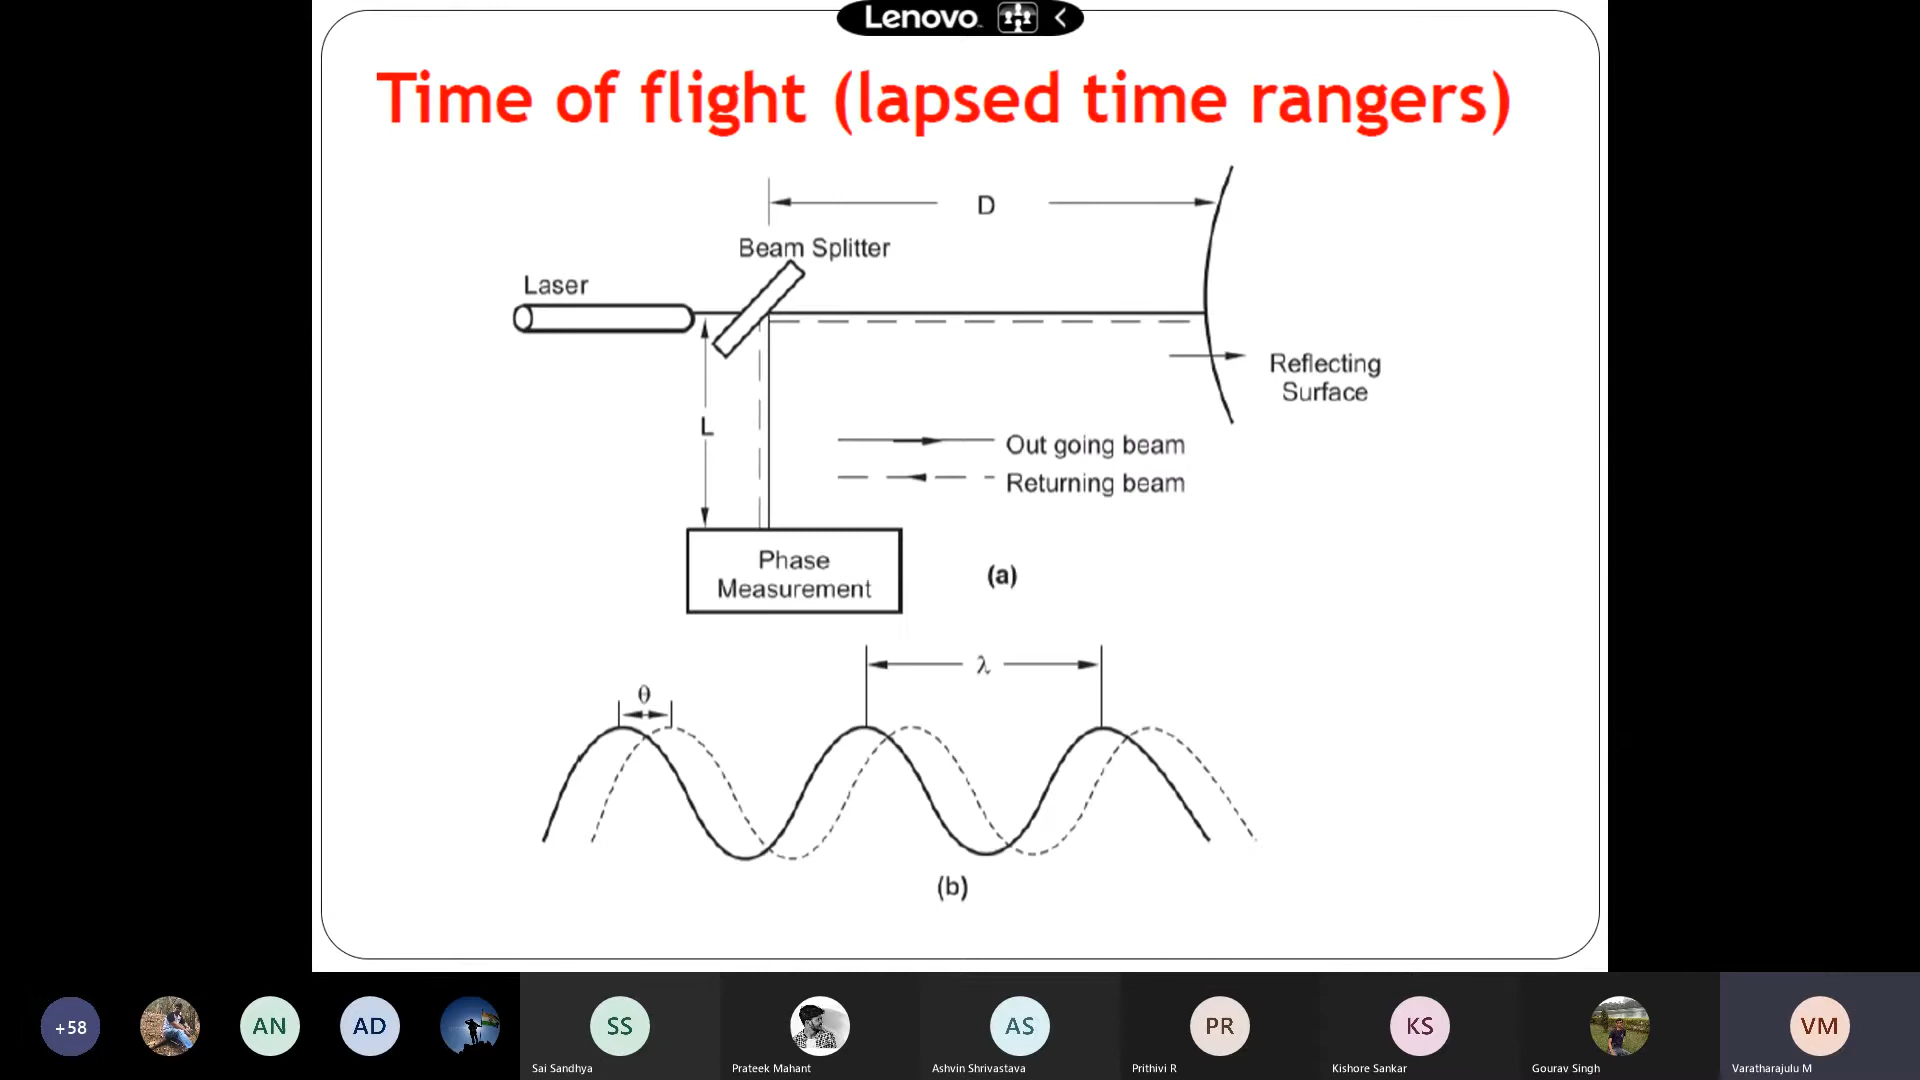 Lenovo
Time of flight (lapsed time rangers)
D
Beam Splitter
Laser
Reflecting
Surface
L
Out going beam
Returning beam
Phase
Measurement
(a)
λ
θ
(b)
+58
AN
AD
SS
AS
PR
KS
VM
Sai Sandhya
Prateek Mahant
Ashvin Shrivastava
Prithivi R
Kishore Sankar
Gourav Singh
Varatharajulu M